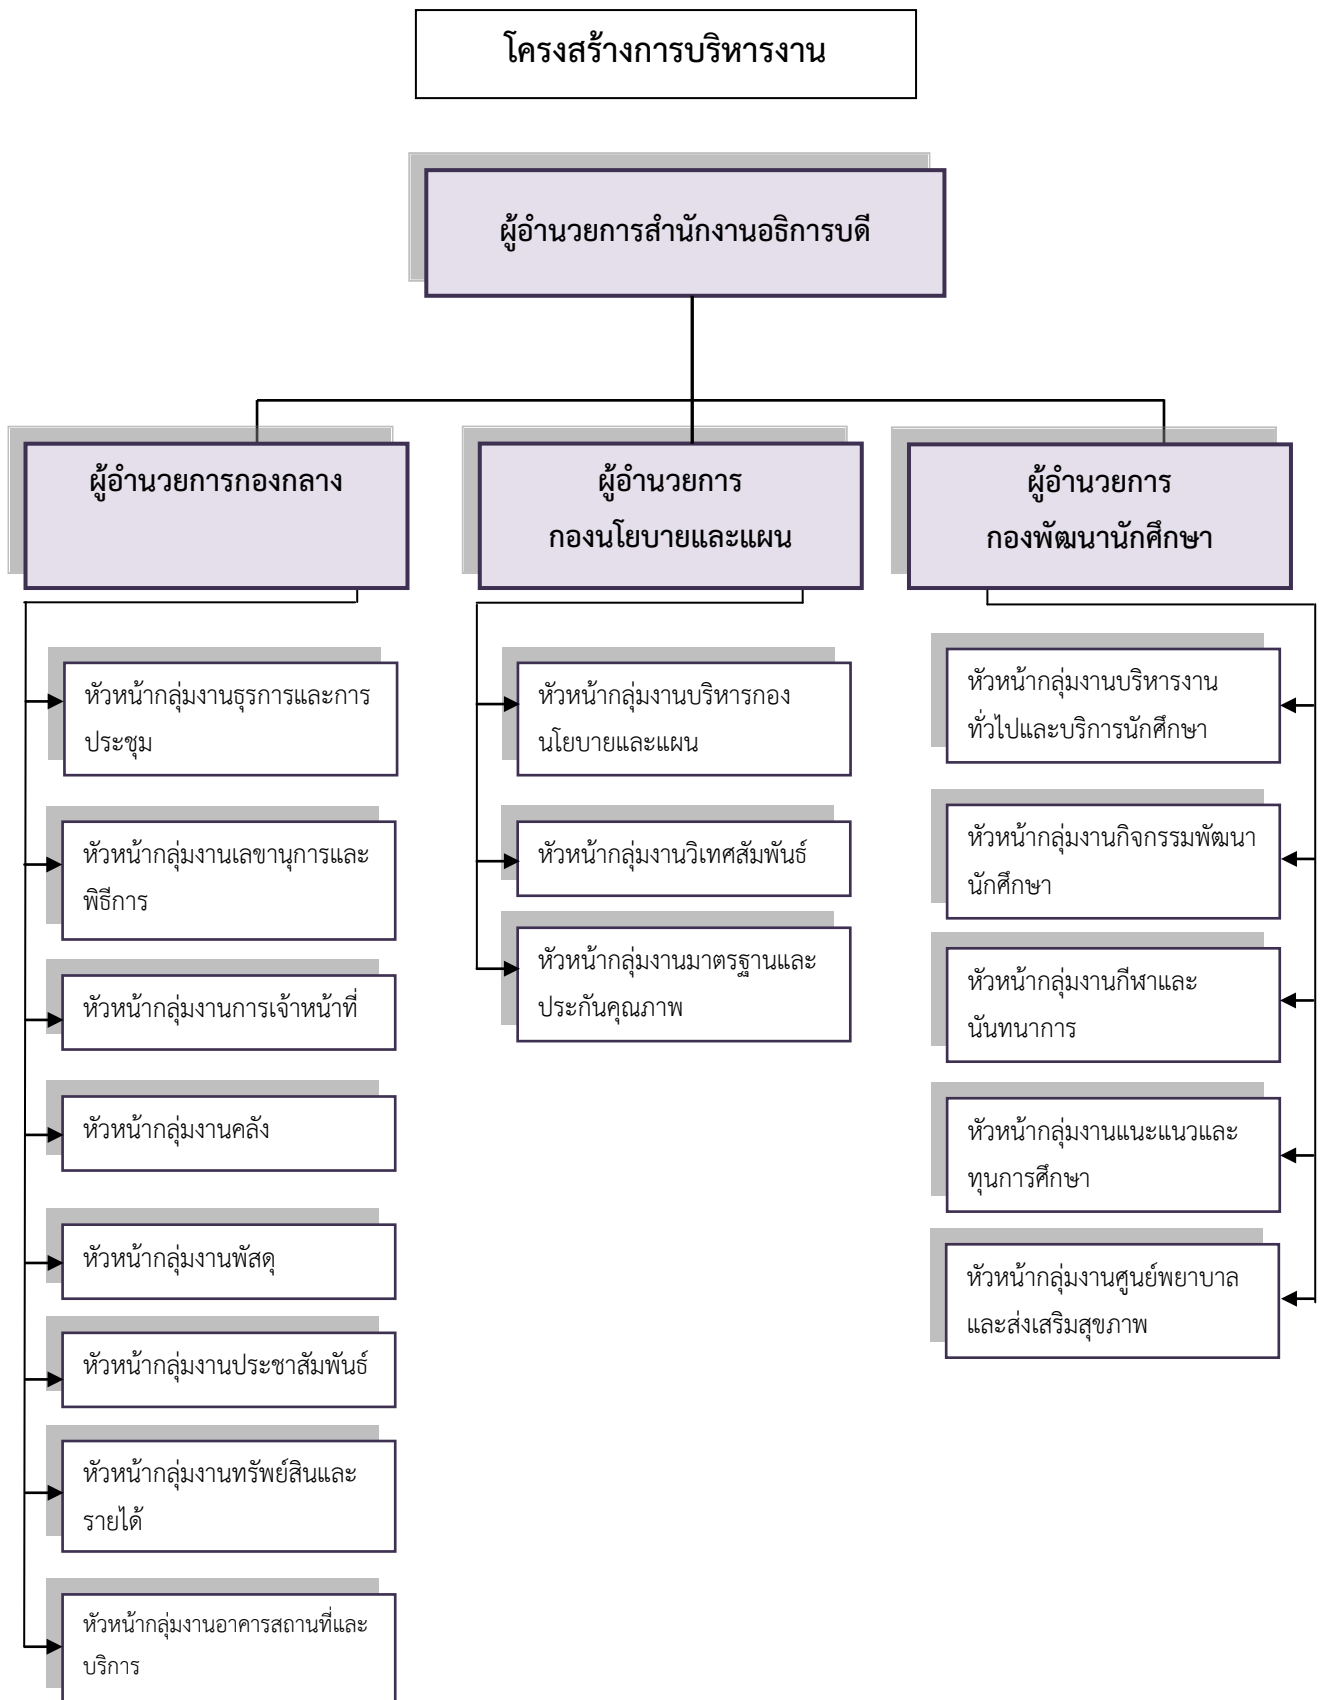 โครงสร้างการบริหารงาน
ผู้อำนวยการสำนักงานอธิการบดี
ผู้อำนวยการกองกลาง
ผู้อำนวยการ
กองนโยบายและแผน
ผู้อำนวยการ
กองพัฒนานักศึกษา
หัวหน้ากลุ่มงานธุรการและการ
ประชุม
หัวหน้ากลุ่มงานเลขานุการและ
พิธีการ
หัวหน้ากลุ่มงานการเจ้าหน้าที่
หัวหน้ากลุ่มงานคลัง
หัวหน้ากลุ่มงานพัสดุ
หัวหน้ากลุ่มงานประชาสัมพันธ์
หัวหน้ากลุ่มงานทรัพย์สินและ
รายได้
หัวหน้ากลุ่มงานอาคารสถานที่และ
บริการ
หัวหน้ากลุ่มงานบริหารกอง
นโยบายและแผน
หัวหน้ากลุ่มงานวิเทศสัมพันธ์
หัวหน้ากลุ่มงานมาตรฐานและ
ประกันคุณภาพ
หัวหน้ากลุ่มงานบริหารงาน
ทั่วไปและบริการนักศึกษา
หัวหน้ากลุ่มงานกิจกรรมพัฒนา
นักศึกษา
หัวหน้ากลุ่มงานกีฬาและ
นันทนาการ
หัวหน้ากลุ่มงานแนะแนวและ
ทุนการศึกษา
หัวหน้ากลุ่มงานศูนย์พยาบาล
และส่งเสริมสุขภาพ